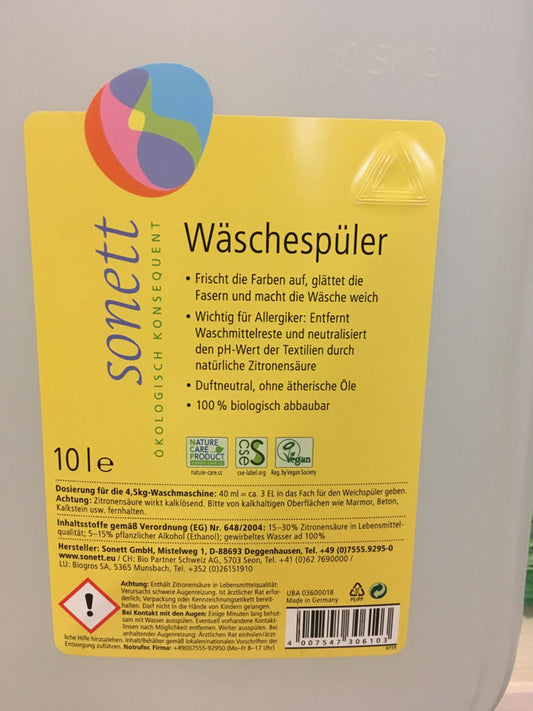 10 SK 2
sonett
ÖKOLOGISCH KONSEQUENT
Wäschespüler
• Frischt die Farben auf, glättet die
Fasern und macht die Wäsche weich
• Wichtig für Allergiker: Entfernt
Waschmittelreste und neutralisiert
den pH-Wert der Textilien durch
natürliche Zitronensäure
• Duftneutral, ohne ätherische Öle
• 100 % biologisch abbaubar
10 l e
NATURE
CARE
PRODUCT
nature-care.cc
CSE
cse-label.org
Vegan
Reg. by Vegan Society
Dosierung für die 4,5kg-Waschmaschine: 40 ml = ca. 3 EL in das Fach für den Weichspüler geben.
Achtung: Zitronensäure wirkt kalklösend. Bitte von kalkhaltigen Oberflächen wie Marmor, Beton,
Kalkstein usw. fernhalten.
Inhaltsstoffe gemäß Verordnung (EG) Nr. 648/2004: 15–30% Zitronensäure in Lebensmittel-
qualität; 5–15% pflanzlicher Alkohol (Ethanol); gewirbeltes Wasser ad 100%
Hersteller: Sonett GmbH, Mistelweg 1, D-88693 Deggenhausen, Tel. +49 (0)7555.9295-0
www.sonett.eu / CH: Bio Partner Schweiz AG, 5703 Seon, Tel. +41 (0)62 7690000 /
LU: Biogros SA, 5365 Munsbach, Tel. +352 (0)26151910
Achtung: Enthält Zitronensäure in Lebensmittelqualität:
Verursacht schwere Augenreizung. Ist ärztlicher Rat erfor-
derlich, Verpackung oder Kennzeichnungsetikett bereit-
halten. Darf nicht in die Hände von Kindern gelangen.
Bei Kontakt mit den Augen: Einige Minuten lang behut-
sam mit Wasser ausspülen. Eventuell vorhandene Kontakt-
linsen nach Möglichkeit entfernen. Weiter ausspülen. Bei
anhaltender Augenreizung: Ärztlichen Rat einholen/ärzt-
liche Hilfe hinzuziehen. Inhalt/Behälter gemäß lokalen/nationalen Vorschriften der
Entsorgung zuführen. Notrufnr. Firma: +49(0)7555-92950 (Mo–Fr 8–17 Uhr)
UBA 03600018
Made in Germany
PE/PP
4 007547 306103
0719